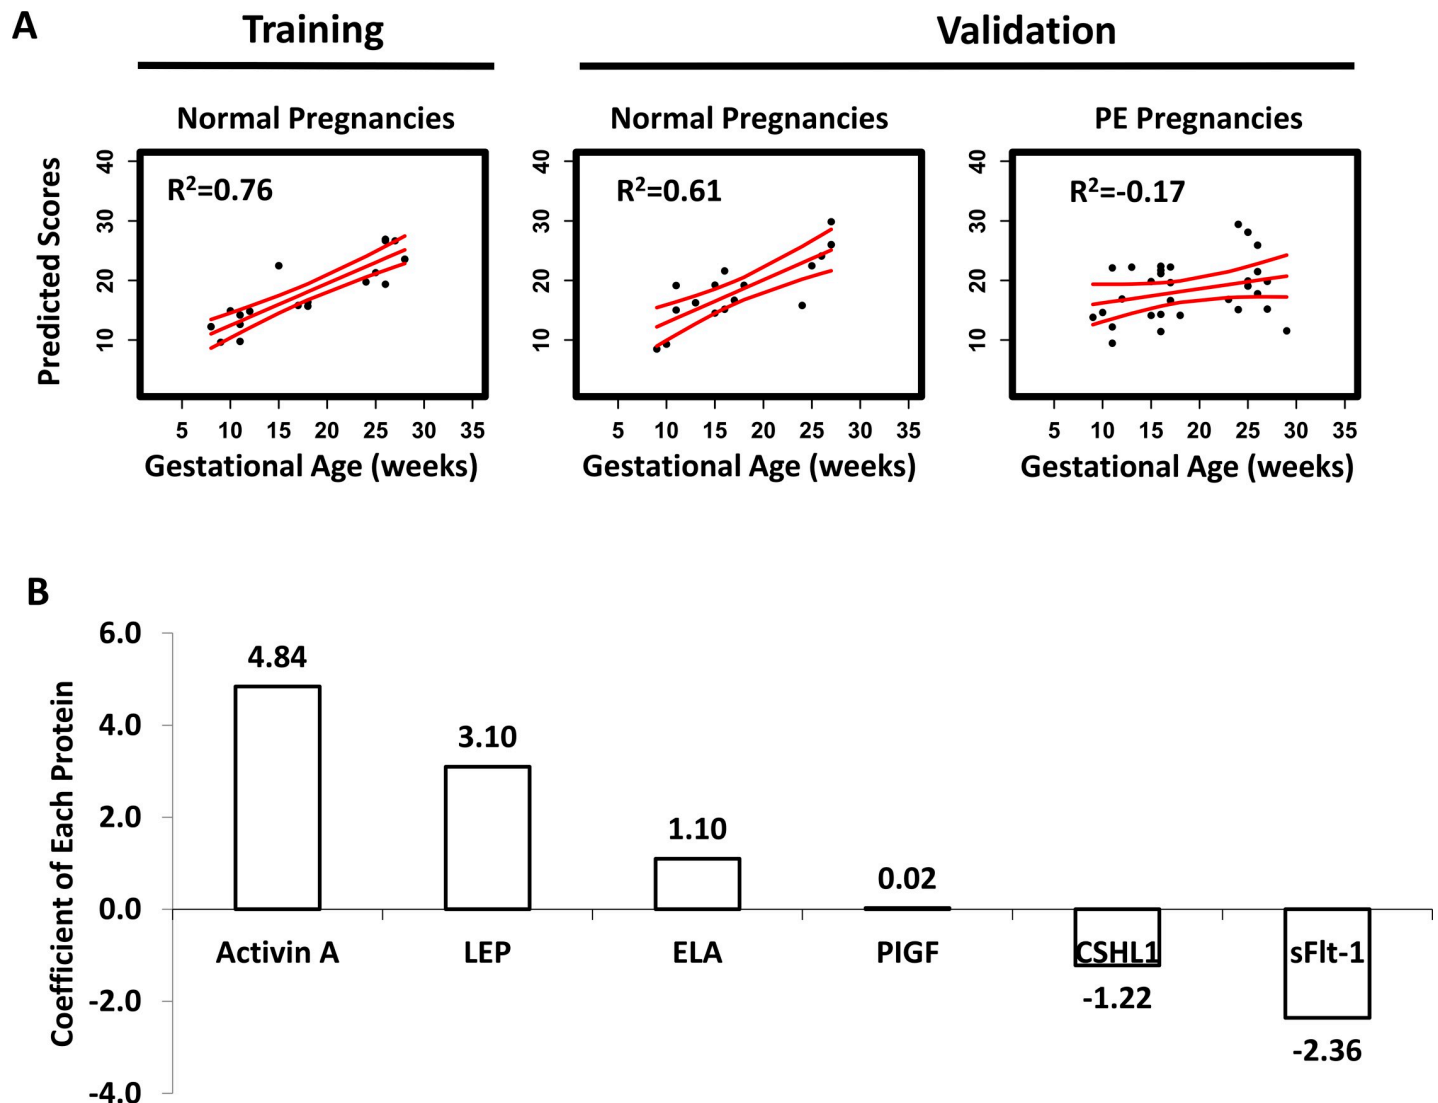 A
Training
Validation
Normal Pregnancies
Normal Pregnancies
PE Pregnancies
Predicted Scores
40
30
20
10
R²=0.76
40
30
20
10
R²=0.61
40
30
20
10
R²=-0.17
5 10 15 20 25 30 35
5 10 15 20 25 30 35
5 10 15 20 25 30 35
Gestational Age (weeks)
Gestational Age (weeks)
Gestational Age (weeks)
B
Coefficient of Each Protein
6.0
4.0
2.0
0.0
-2.0
-4.0
4.84
3.10
1.10
0.02
Activin A
LEP
ELA
PIGF
CSHL1
sFlt-1
-1.22
-2.36